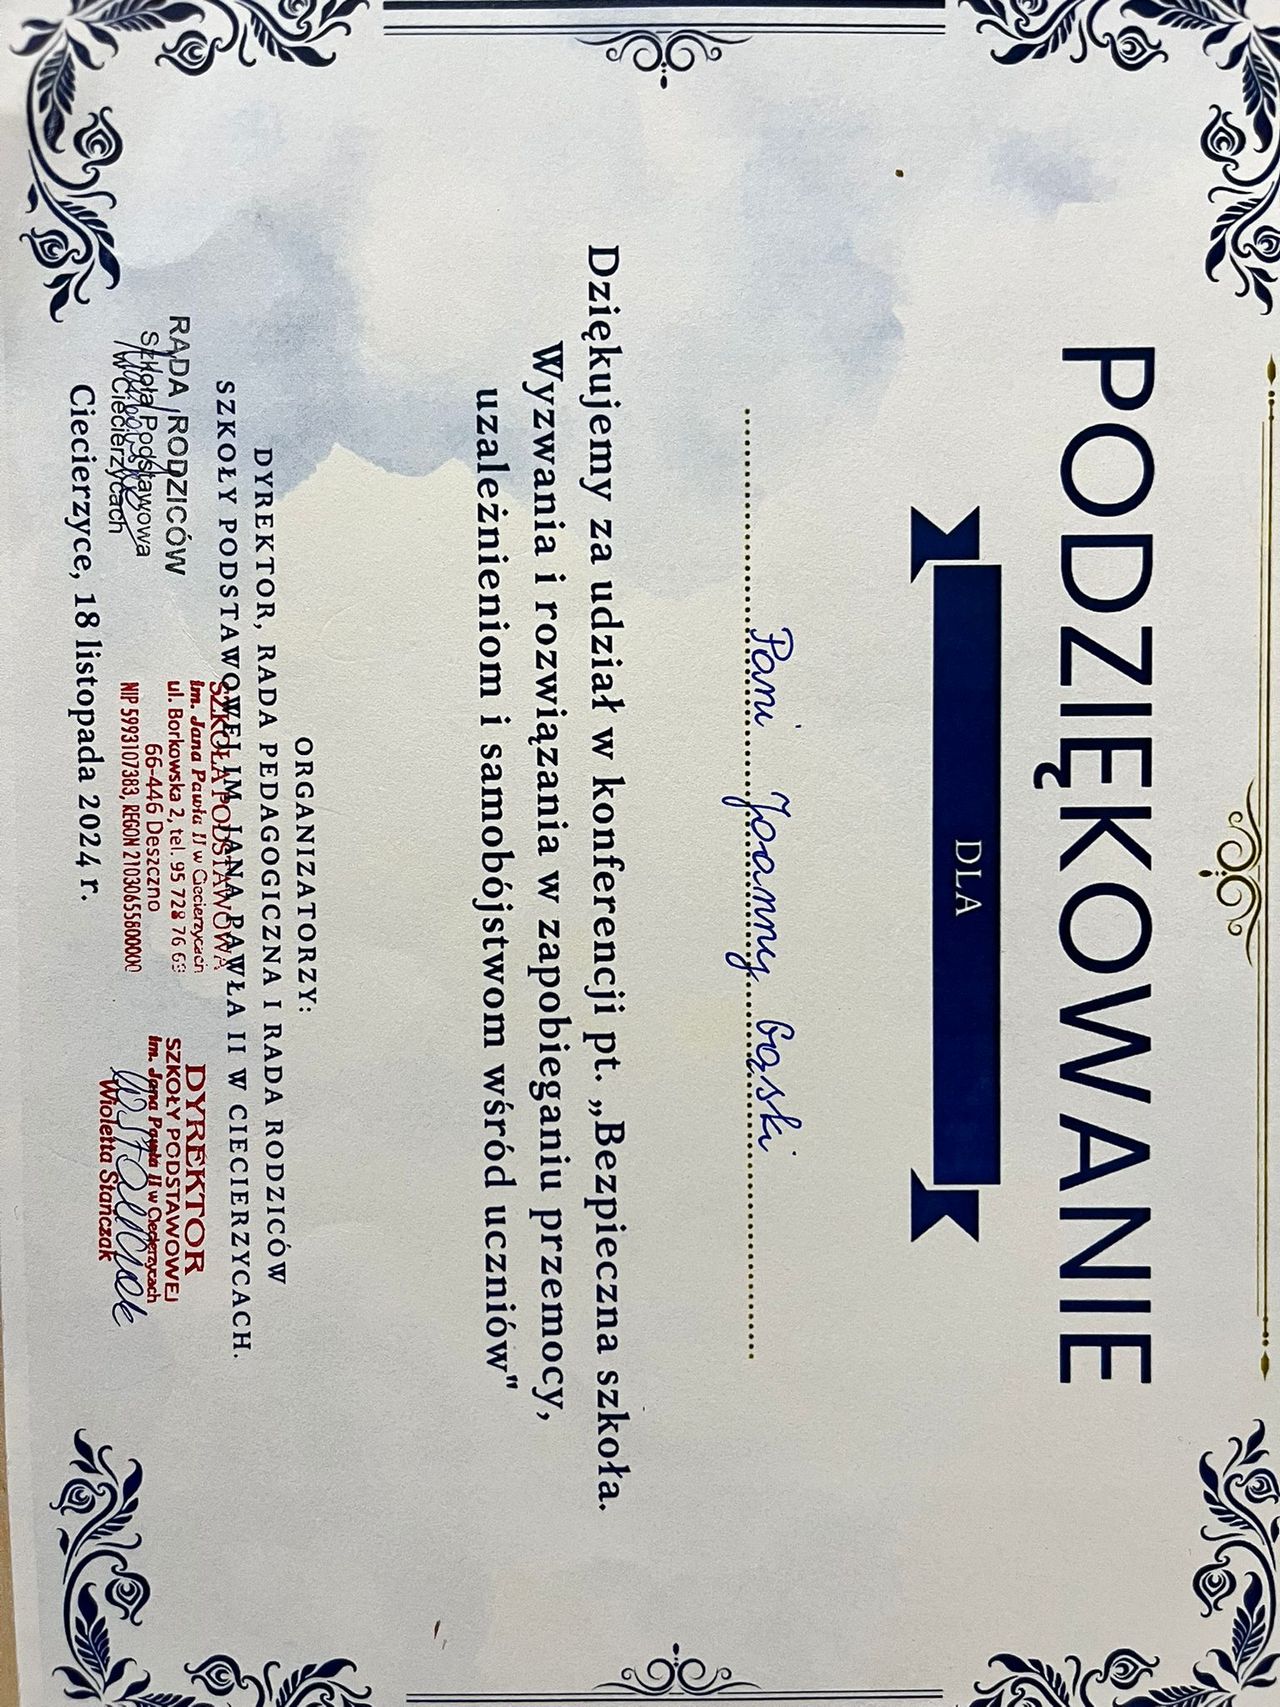 PODZIĘKOWANIE
DLA
Pani Joanny Gąski
Dziękujemy za udział w konferencji pt. „Bezpieczna szkoła.
Wyzwania i rozwiązania w zapobieganiu przemocy,
uzależnieniom i samobójstwom wśród uczniów"
ORGANIZATORZY:
DYREKTOR, RADA PEDAGOGICZNA I RADA RODZICÓW
SZKOŁY PODSTAWOWEJ IM. JANA PAWŁA II W CIECIERZYCACH.
RADA RODZICÓW
Szkoła Podstawowa
w Ciecierzycach
SZKOŁA PODSTAWOWA
im. Jana Pawła II w Ciecierzycach
ul. Borkowska 2, tel. 95 728 76 69
66-446 Deszczno
NIP 5993107383, REGON 21030655800000
DYREKTOR
SZKOŁY PODSTAWOWEJ
im. Jana Pawła II w Ciecierzycach
Wioletta Stańczak
Ciecierzyce, 18 listopada 2024 r.